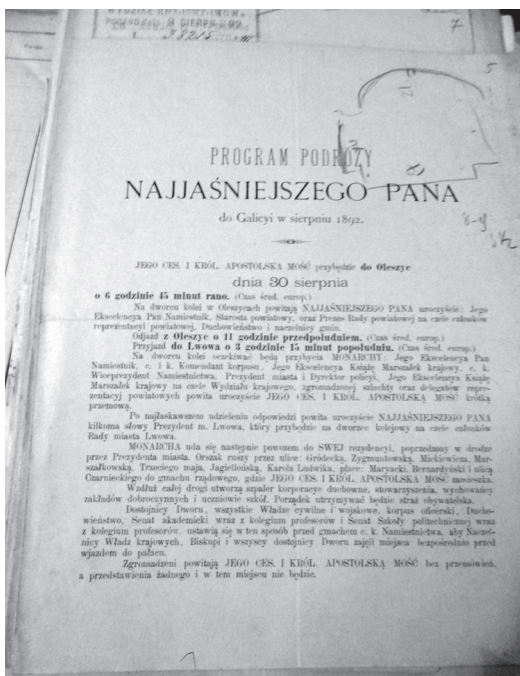 WYDZIAŁ KRAJOWY LWÓW
9 SIERPN 892
38215
7
5
PROGRAM PODRÓŻY
NAJJAŚNIEJSZEGO PANA
do Galicyi w sierpniu 1892.
JEGO CES. I KRÓL. APOSTOLSKA MOŚĆ przybędzie do Oleszyc
dnia 30 sierpnia
o 6 godzinie 45 minut rano. (Czas śred. europ.)
Na dworcu kolei w Oleszycach powitają NAJJAŚNIEJSZEGO PANA uroczyście: Jego
Ekscelencya Pan Namiestnik, Starosta powiatowy, oraz Prezes Rady powiatowej na czele członków
reprezentacyi powiatowej, Duchowieństwo i naczelnicy gmin.
Odjazd z Oleszyc o 11 godzinie przedpołudniem. (Czas śred. europ.)
Przyjazd do Lwowa o 3 godzinie 15 minut popołudniu. (Czas śred. europ.)
Na dworcu kolei oczekiwać będą przybycia MONARCHY: Jego Ekscelencya Pan
Namiestnik, c. i k. Komendant korpusu, Jego Ekscelencya Książę Marszałek krajowy, c. k.
Wiceprezydent Namiestnictwa, Prezydent miasta i Dyrektor policyi. Jego Ekscelencya Książę
Marszałek krajowy na czele Wydziału krajowego, zgromadzonej szlachty oraz delegatów repre-
zentacyj powiatowych powita uroczyście JEGO CES. I KRÓL. APOSTOLSKĄ MOŚĆ krótką
przemową.
Po najłaskawszem udzieleniu odpowiedzi powita uroczyście NAJJAŚNIEJSZEGO PANA
kilkoma słowy Prezydent m. Lwowa, który przybędzie na dworzec kolejowy na czele członków
Rady miasta Lwowa.
MONARCHA uda się następnie powozem do SWEJ rezydencyi, poprzedzony w drodze
przez Prezydenta miasta. Orszak ruszy przez ulice: Gródecką, Zygmuntowską, Mickiewicza, Mar-
szałkowską, Trzeciego maja, Jagielońską, Karola Ludwika, place: Maryacki, Bernardyński i ulicą
Czarnieckiego do gmachu rządowego, gdzie JEGO CES. I KRÓL. APOSTOLSKA MOŚĆ zamieszka.
Wzdłuż całej drogi utworzą szpaler korporacye duchowne, stowarzyszenia, wychowańcy
zakładów dobroczynnych i uczniowie szkół. Porządek utrzymywać będzie straż obywatelska.
Dostojnicy Dworu, wszystkie Władze cywilne i wojskowe, korpus oficerski, Ducho-
wieństwo, Senat akademicki wraz z kolegium profesorów i Senat Szkoły politechnicznej wraz
z kolegium profesorów, ustawią się w ten sposób przed gmachem c. k. Namiestnictwa, aby Naczel-
nicy Władz krajowych, Biskupi i wszyscy dostojnicy Dworu zajęli miejsca bezpośrednio przed
wjazdem do pałacu.
Zgromadzeni powitają JEGO CES. I KRÓL. APOSTOLSKĄ MOŚĆ bez przemówień,
a przedstawienia żadnego i w tem miejscu nie będzie.